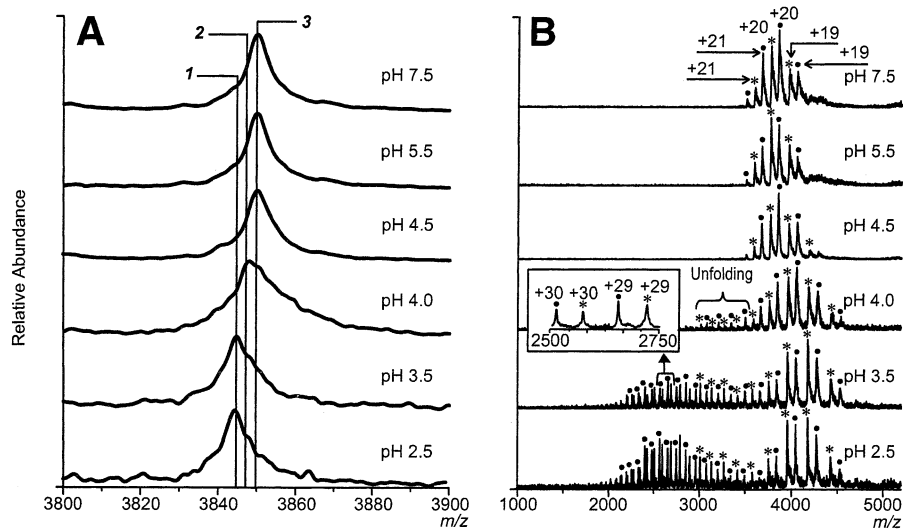 A
1
2
3
pH 7.5
pH 5.5
pH 4.5
pH 4.0
pH 3.5
pH 2.5
Relative Abundance
3800 3820 3840 3860 3880 3900
m/z
B
+20
+20 +19
+21 +19
+21
* *
*
pH 7.5
*
* *
pH 5.5
*
* * *
pH 4.5
Unfolding
+30 +30 +29 +29
* *
2500 2750
* * * * * * * * * *
pH 4.0
* * * * * * * * *
pH 3.5
* * * * * * * * *
pH 2.5
1000 2000 3000 4000 5000
m/z